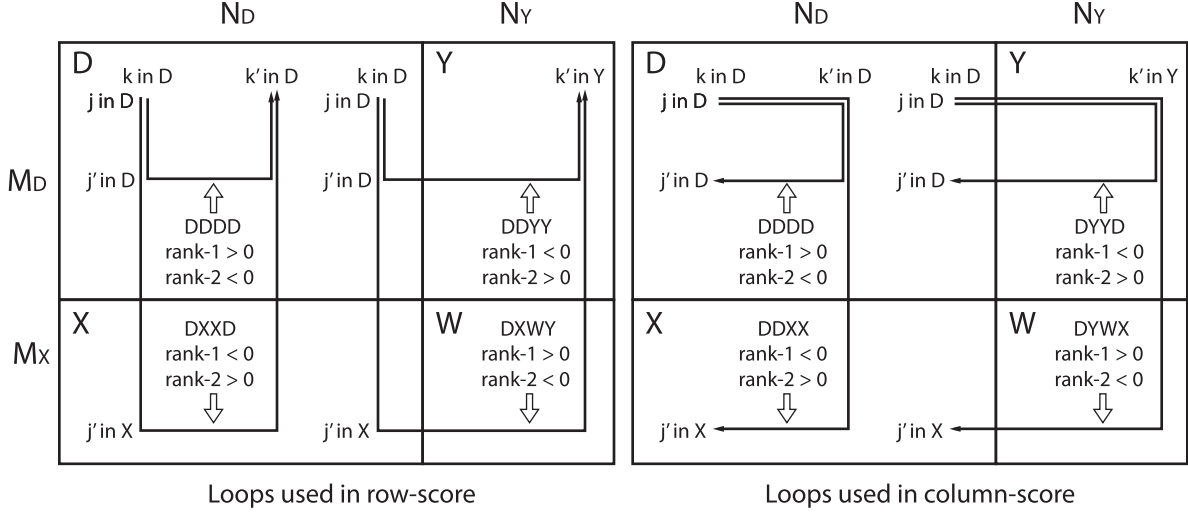 ND NY ND NY
D Y D Y
k in D k′ in D k in D k′ in Y k in D k′ in D k in D k′ in Y
j in D j in D j in D j in D
MD j′ in D j′ in D j′ in D j′ in D
DDDD DDYY DDDD DYYD
rank-1 > 0 rank-1 < 0 rank-1 > 0 rank-1 < 0
rank-2 < 0 rank-2 > 0 rank-2 < 0 rank-2 > 0
X W X W
DXXD DXWY DDXX DYWX
MX rank-1 < 0 rank-1 > 0 rank-1 < 0 rank-1 > 0
rank-2 > 0 rank-2 < 0 rank-2 > 0 rank-2 < 0
j′ in X j′ in X j′ in X j′ in X
Loops used in row-score Loops used in column-score